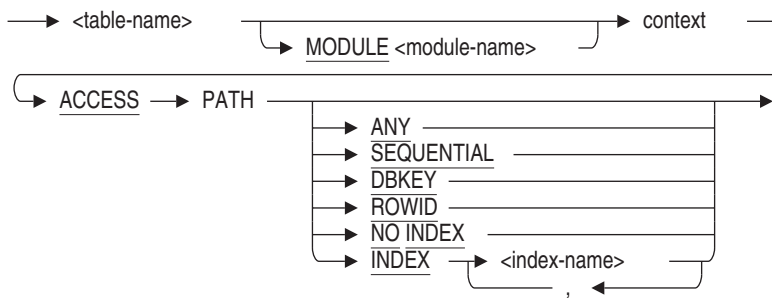 <table-name> context
MODULE <module-name>
ACCESS PATH
ANY
SEQUENTIAL
DBKEY
ROWID
NO INDEX
INDEX <index-name>
,